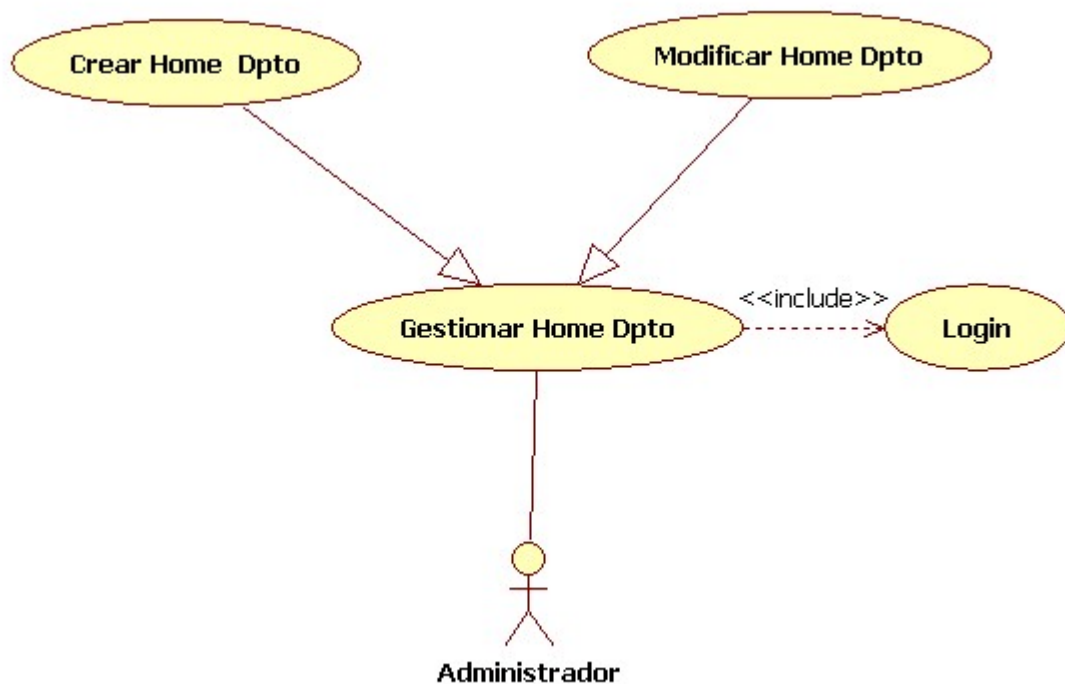 Crear Home Dpto
Modificar Home Dpto
<<include>>
Gestionar Home Dpto
Login
Administrador